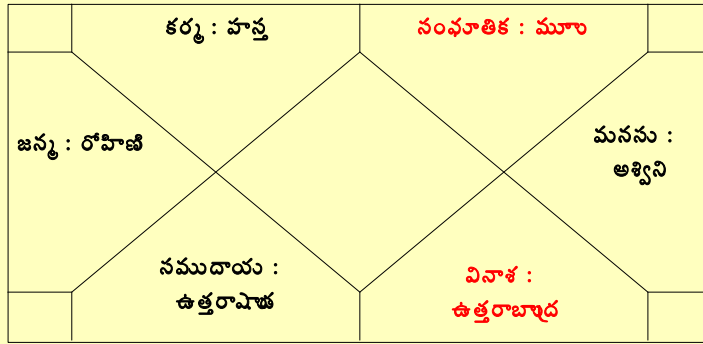 కర్మ : హస్త
సంఘాతిక : మూల
జన్మ : రోహిణి
మనసు :
అశ్విని
సముదాయ :
ఉత్తరాషాఢ
వినాశ :
ఉత్తరాబాద్ర